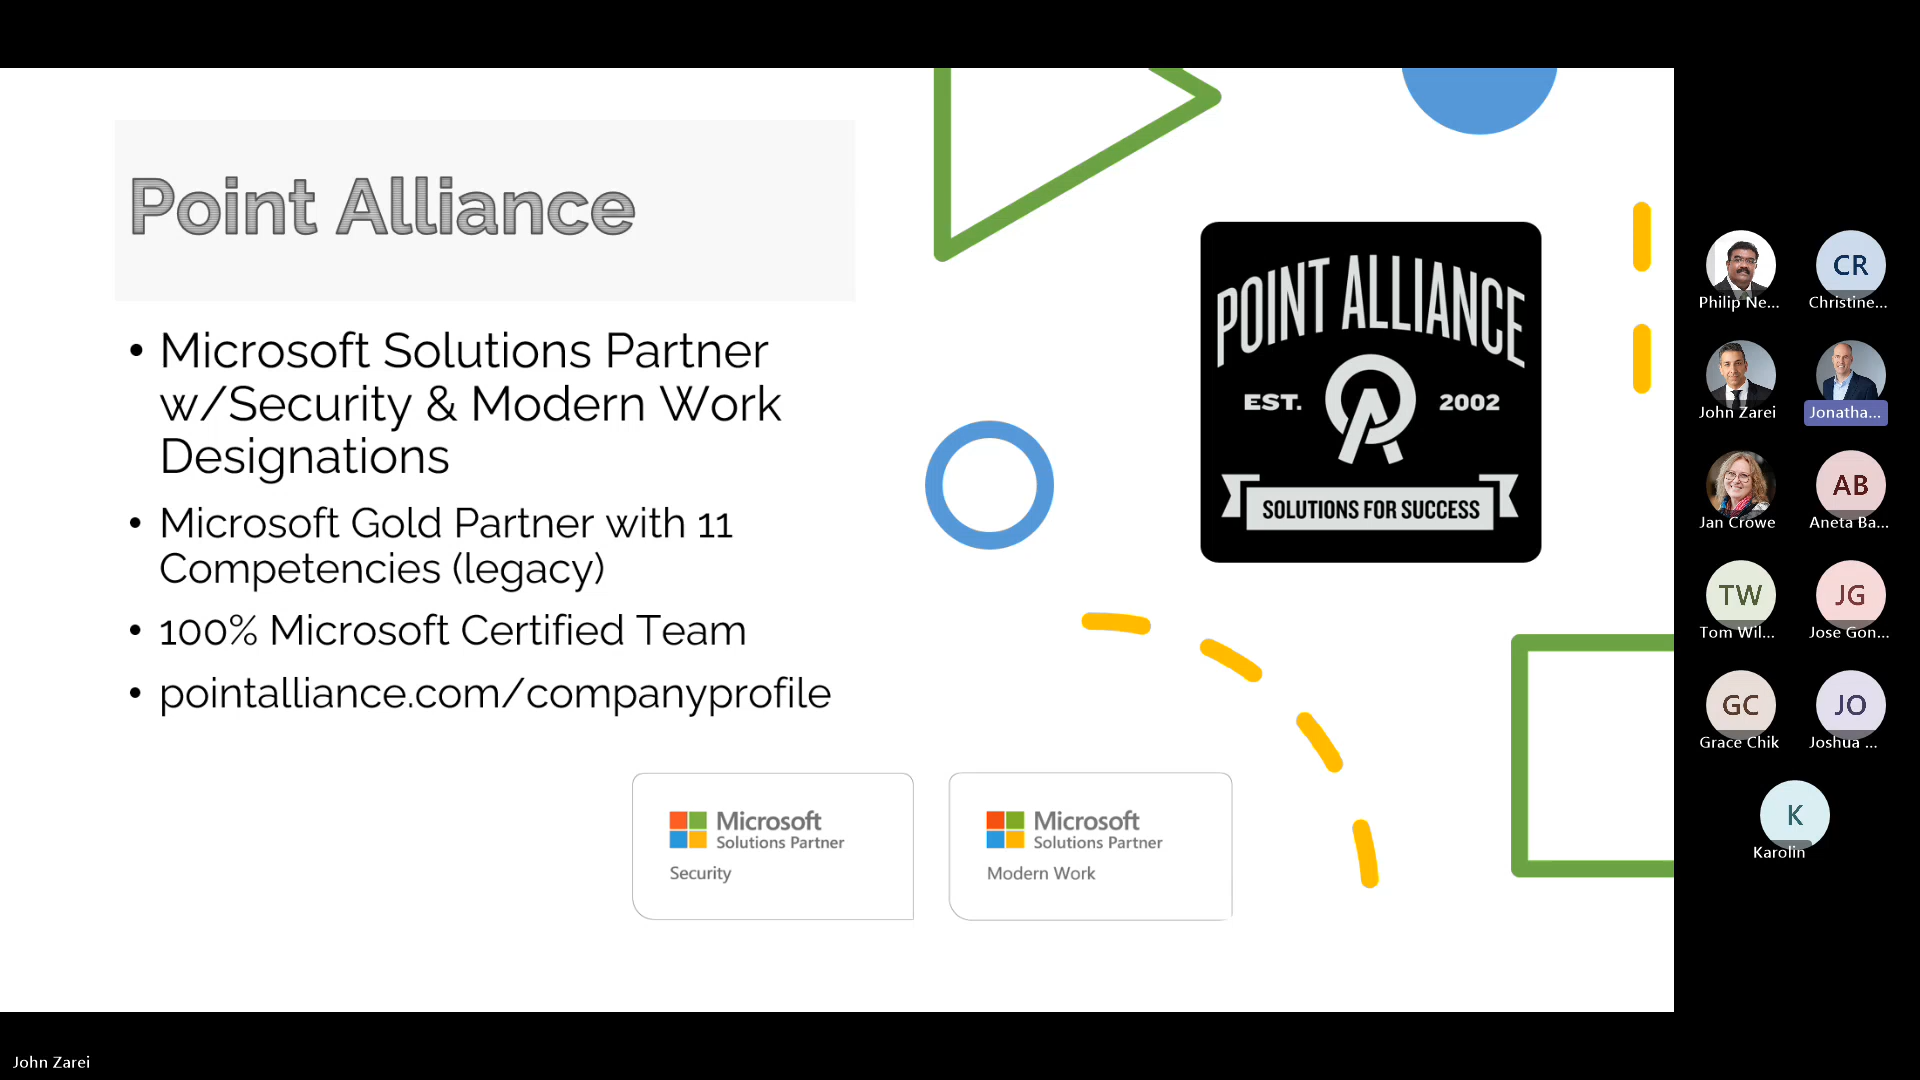 Point Alliance
• Microsoft Solutions Partner
w/Security & Modern Work
Designations
• Microsoft Gold Partner with 11
Competencies (legacy)
• 100% Microsoft Certified Team
• pointalliance.com/companyprofile
POINT ALLIANCE
EST. 2002
SOLUTIONS FOR SUCCESS
Microsoft
Solutions Partner
Security
Microsoft
Solutions Partner
Modern Work
Philip Ne...
CR
Christine...
John Zarei
Jonatha...
Jan Crowe
AB
Aneta Ba...
TW
Tom Wil...
JG
Jose Gon...
GC
Grace Chik
JO
Joshua ...
K
Karolin
John Zarei